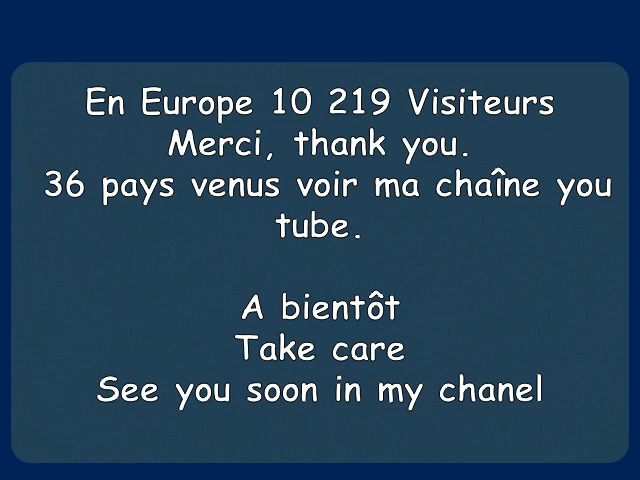 En Europe 10 219 Visiteurs
Merci, thank you.
36 pays venus voir ma chaîne you
tube.
A bientôt
Take care
See you soon in my chanel